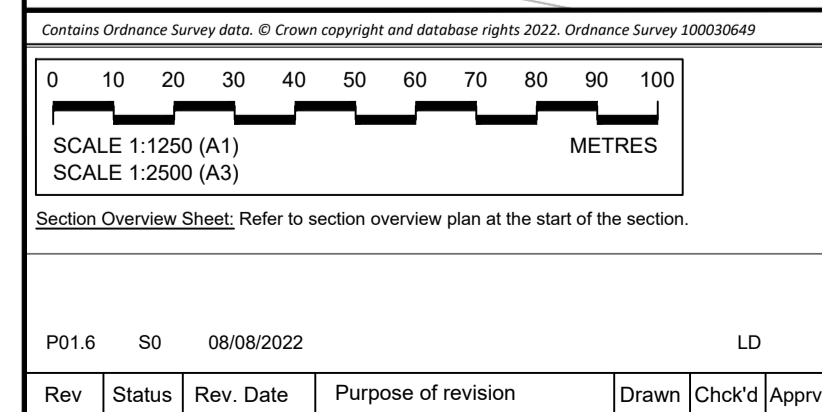 Contains Ordnance Survey data. © Crown copyright and database rights 2022. Ordnance Survey 100030649
0 10 20 30 40 50 60 70 80 90 100
SCALE 1:1250 (A1) METRES
SCALE 1:2500 (A3)
Section Overview Sheet: Refer to section overview plan at the start of the section.
P01.6 S0 08/08/2022 LD
Rev Status Rev. Date Purpose of revision Drawn Chck'd Apprv